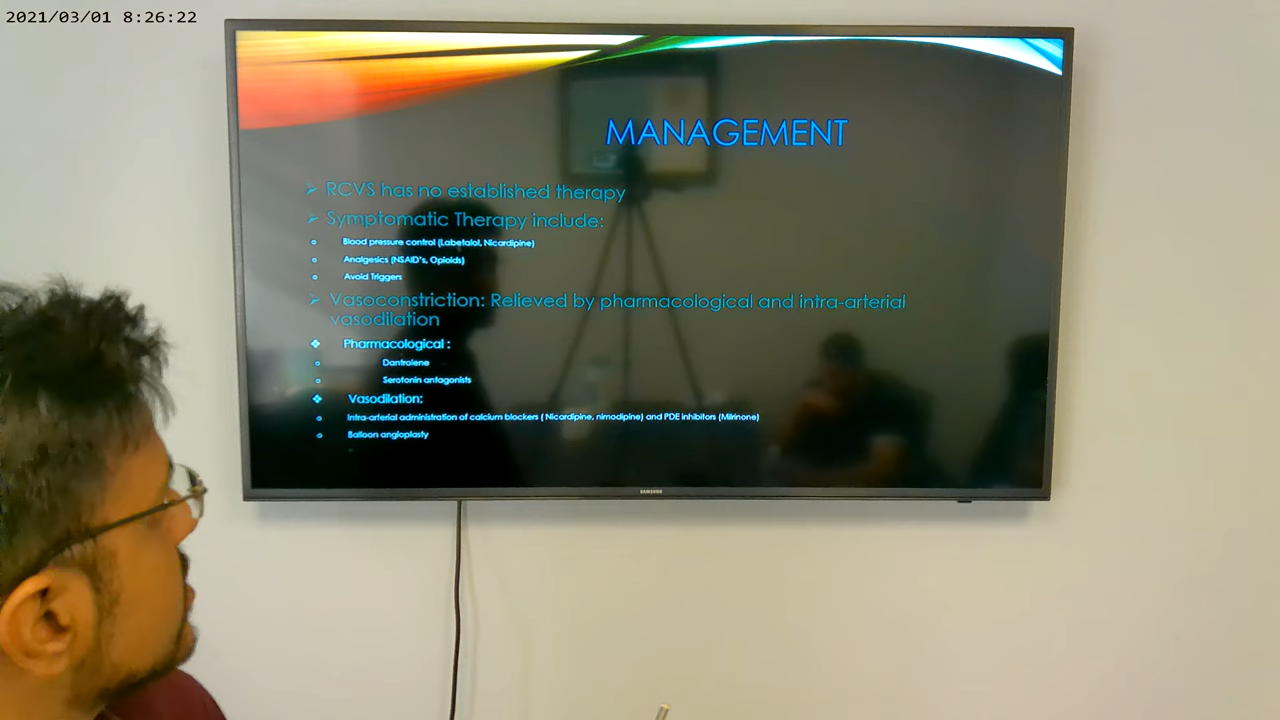 2021/03/01 8:26:22
MANAGEMENT
RCVS has no established therapy
Symptomatic Therapy include:
Blood pressure control (Labetalol, Nicardipine)
Analgesics (NSAID's, Opioids)
Avoid Triggers
Vasoconstriction: Relieved by pharmacological and intra-arterial
vasodilation
Pharmacological :
Dantrolene
Serotonin antagonists
Vasodilation:
Intra-arterial administration of calcium blockers ( Nicardipine, nimodipine) and PDE inhibitors (Milrinone)
Balloon angioplasty
SAMSUNG